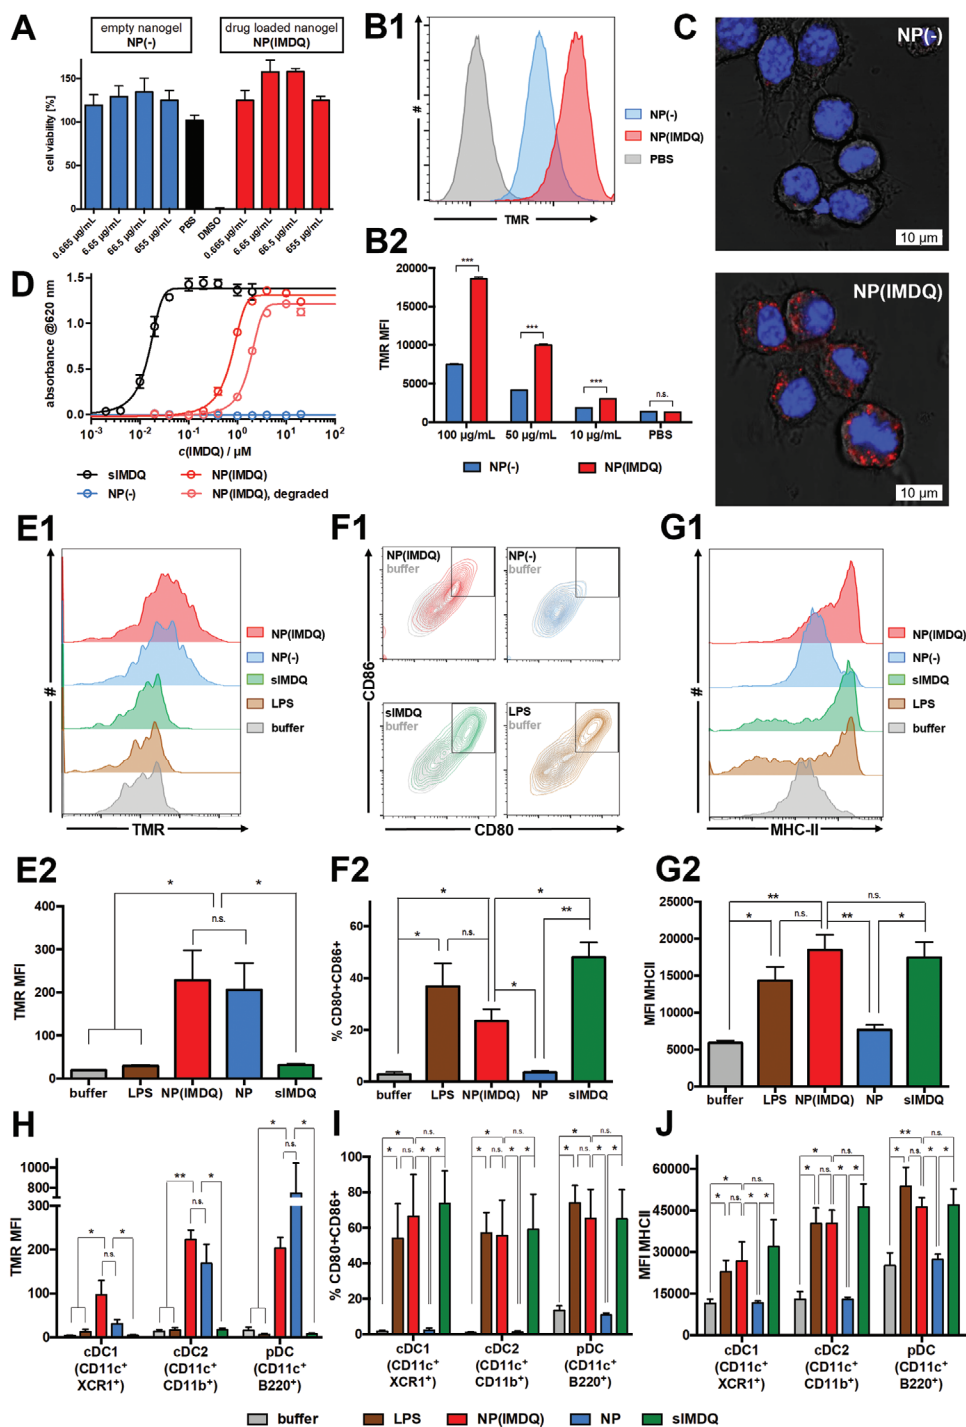 A
empty nanogel
NP(-)
drug loaded nanogel
NP(IMDQ)
cell viability [%]
150
100
50
0
0.665 µg/mL
6.65 µg/mL
66.5 µg/mL
655 µg/mL
PBS
DMSO
0.665 µg/mL
6.65 µg/mL
66.5 µg/mL
655 µg/mL
B1
#
TMR
NP(-)
NP(IMDQ)
PBS
C
NP(-)
10 µm
NP(IMDQ)
10 µm
B2
TMR MFI
20000
15000
10000
5000
0
***
***
***
n.s.
100 µg/mL
50 µg/mL
10 µg/mL
PBS
NP(-)
NP(IMDQ)
D
absorbance @620 nm
1.5
1.0
0.5
0.0
10⁻³
10⁻²
10⁻¹
10⁰
10¹
10²
c(IMDQ) / µM
sIMDQ
NP(IMDQ)
NP(-)
NP(IMDQ), degraded
E1
#
TMR
NP(IMDQ)
NP(-)
sIMDQ
LPS
buffer
F1
CD86
NP(IMDQ)
buffer
NP(-)
buffer
sIMDQ
buffer
LPS
buffer
CD80
G1
#
MHC-II
NP(IMDQ)
NP(-)
sIMDQ
LPS
buffer
E2
TMR MFI
400
300
200
100
0
*
*
n.s.
buffer
LPS
NP(IMDQ)
NP
sIMDQ
F2
% CD80+CD86+
60
40
20
0
*
*
**
*
n.s.
*
buffer
LPS
NP(IMDQ)
NP
sIMDQ
G2
MFI MHCII
25000
20000
15000
10000
5000
0
**
n.s.
*
n.s.
**
*
buffer
LPS
NP(IMDQ)
NP
sIMDQ
H
TMR MFI
1000
800
300
200
100
0
*
*
n.s.
**
*
n.s.
*
n.s.
*
cDC1
(CD11c⁺
XCR1⁺)
cDC2
(CD11c⁺
CD11b⁺)
pDC
(CD11c⁺
B220⁺)
I
% CD80+CD86+
100
80
60
40
20
0
*
n.s.
*
n.s.
*
*
*
n.s.
*
n.s.
*
*
*
n.s.
*
n.s.
*
*
cDC1
(CD11c⁺
XCR1⁺)
cDC2
(CD11c⁺
CD11b⁺)
pDC
(CD11c⁺
B220⁺)
J
MFI MHCII
60000
45000
30000
15000
0
*
n.s.
*
n.s.
*
*
*
n.s.
*
n.s.
*
*
**
n.s.
*
n.s.
*
*
cDC1
(CD11c⁺
XCR1⁺)
cDC2
(CD11c⁺
CD11b⁺)
pDC
(CD11c⁺
B220⁺)
buffer
LPS
NP(IMDQ)
NP
sIMDQ